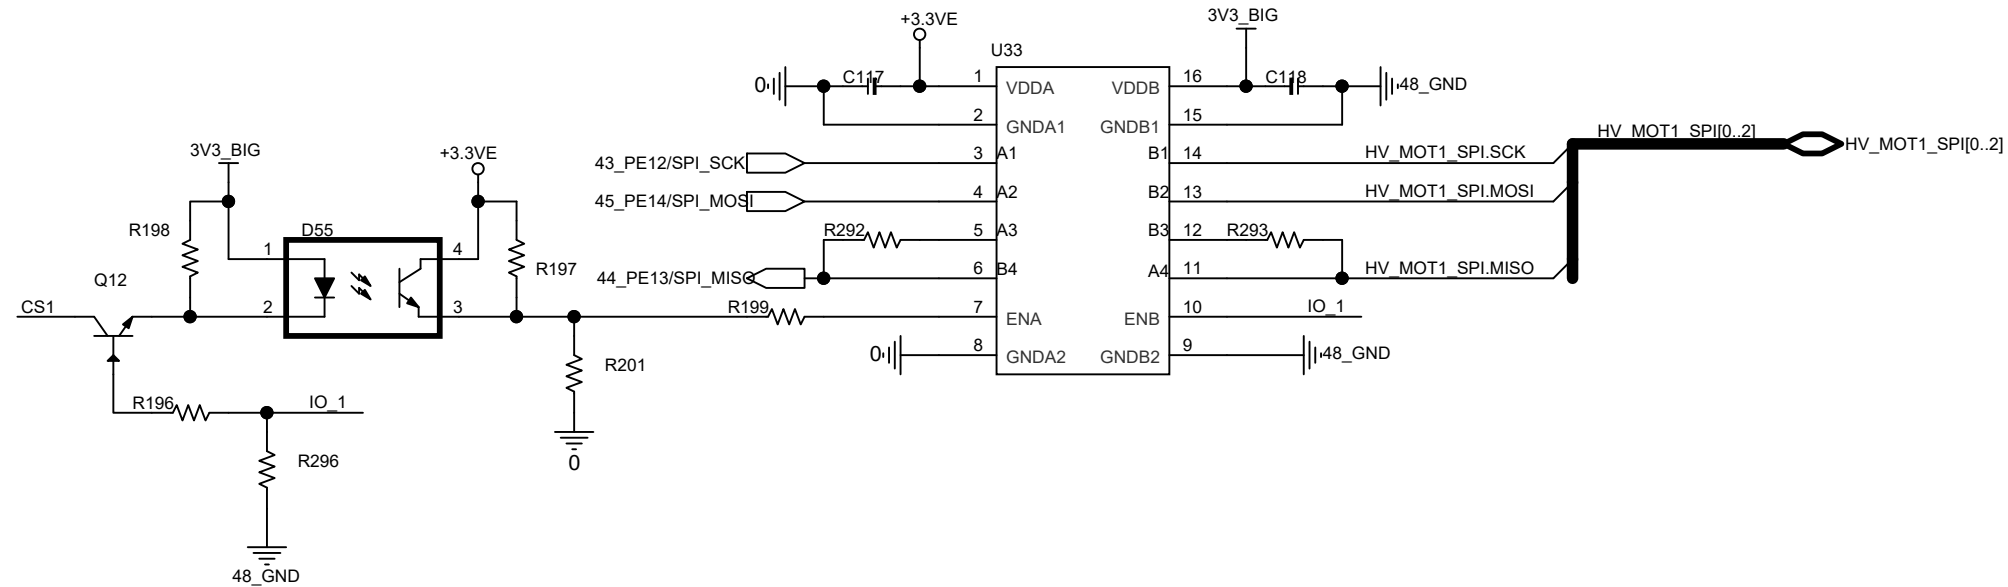 +3.3VE
3V3_BIG
U33
0
C117
1
VDDA
VDDB
16
C118
48_GND
2
GNDA1
GNDB1
15
HV_MOT1_SPI[0..2]
HV_MOT1_SPI[0..2]
3V3_BIG
+3.3VE
43_PE12/SPI_SCK
3
A1
B1
14
HV_MOT1_SPI.SCK
45_PE14/SPI_MOSI
4
A2
B2
13
HV_MOT1_SPI.MOSI
R198
D55
R292
5
A3
B3
12
R293
1
4
R197
44_PE13/SPI_MISO
6
B4
A4
11
HV_MOT1_SPI.MISO
Q12
CS1
2
3
R199
7
ENA
ENB
10
IO_1
0
8
GNDA2
GNDB2
9
48_GND
R201
R196
IO_1
0
R296
48_GND